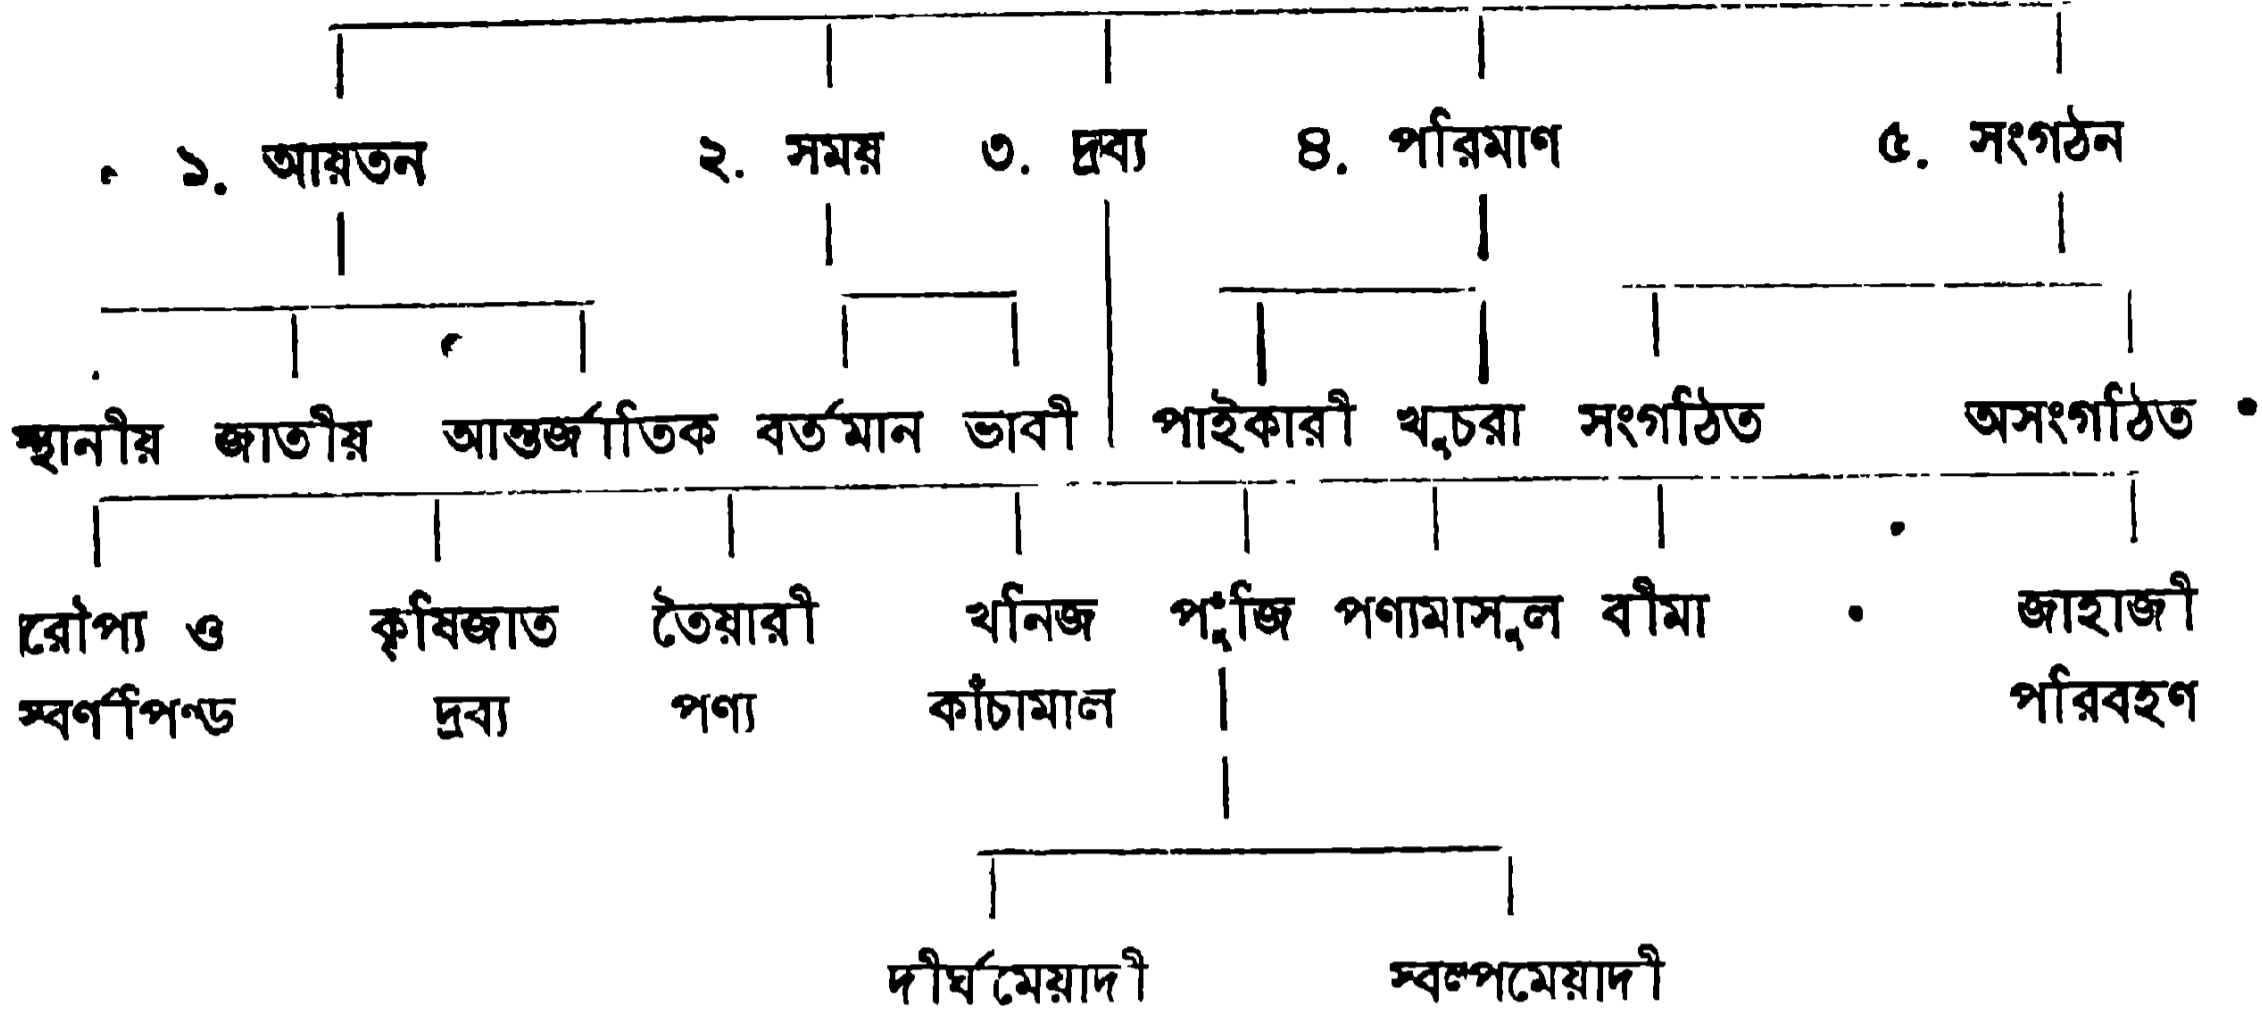 ১. আয়তন ২. সময় ৩. দ্রব্য ৪. পরিমাণ ৫. সংগঠন
স্থানীয় জাতীয় আন্তর্জাতিক বর্তমান ভাবী পাইকারী খুচরা সংগঠিত অসংগঠিত
রৌপ্য ও কৃষিজাত তৈয়ারী খনিজ পুঁজি পণ্যমাসুল বীমা জাহাজী
স্বর্ণপিণ্ড দ্রব্য পণ্য কাঁচামাল পরিবহণ
দীর্ঘমেয়াদী স্বল্পমেয়াদী